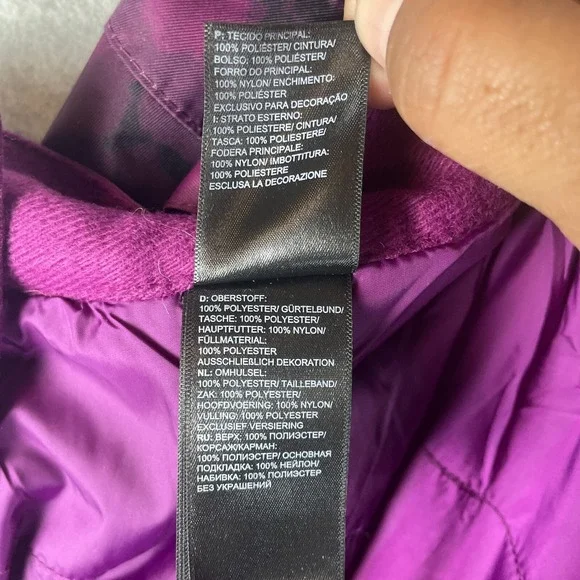 P: TECIDO PRINCIPAL:
100% POLIÉSTER/ CINTURA/
BOLSO: 100% POLIÉSTER/
FORRO DO PRINCIPAL:
100% NYLON/ ENCHIMENTO:
100% POLIÉSTER
EXCLUSIVO PARA DECORAÇÃO
I: STRATO ESTERNO:
100% POLIESTERE/ CINTURA/
TASCA: 100% POLIESTERE/
FODERA PRINCIPALE:
100% NYLON/ IMBOTTITURA:
100% POLIESTERE
ESCLUSA LA DECORAZIONE
D: OBERSTOFF:
100% POLYESTER/ GÜRTELBUND/
TASCHE: 100% POLYESTER/
HAUPTFUTTER: 100% NYLON/
FÜLLMATERIAL:
100% POLYESTER
AUSSCHLIEßLICH DEKORATION
NL: OMHULSEL:
100% POLYESTER/ TAILLEBAND/
ZAK: 100% POLYESTER/
HOOFDVOERING: 100% NYLON/
VULLING: 100% POLYESTER
EXCLUSIEF VERSIERING
RU: ВЕРХ: 100% ПОЛИЭСТЕР/
КОРСАЖ/КАРМАН:
100% ПОЛИЭСТЕР/ ОСНОВНАЯ
ПОДКЛАДКА: 100% НЕЙЛОН/
НАБИВКА: 100% ПОЛИЭСТЕР
БЕЗ УКРАШЕНИЙ